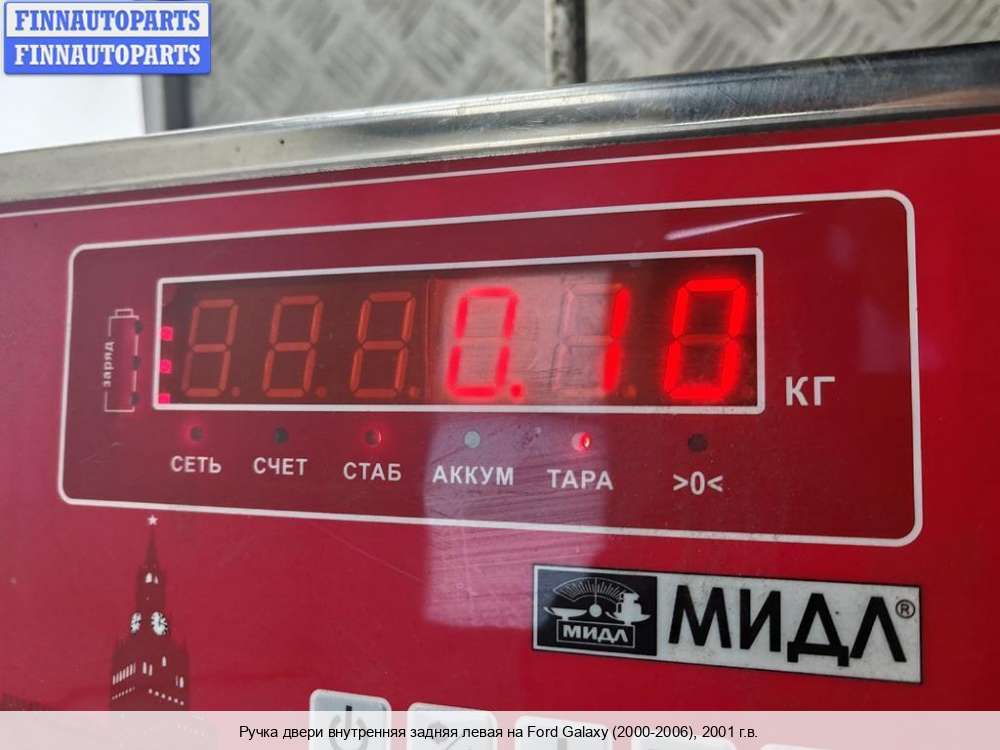 FINNAUTOPARTS
FINNAUTOPARTS
заряд
0.10
КГ
СЕТЬ СЧЕТ СТАБ АККУМ ТАРА >0<
МИДЛ МИДЛ®
Ручка двери внутренняя задняя левая на Ford Galaxy (2000-2006), 2001 г.в.